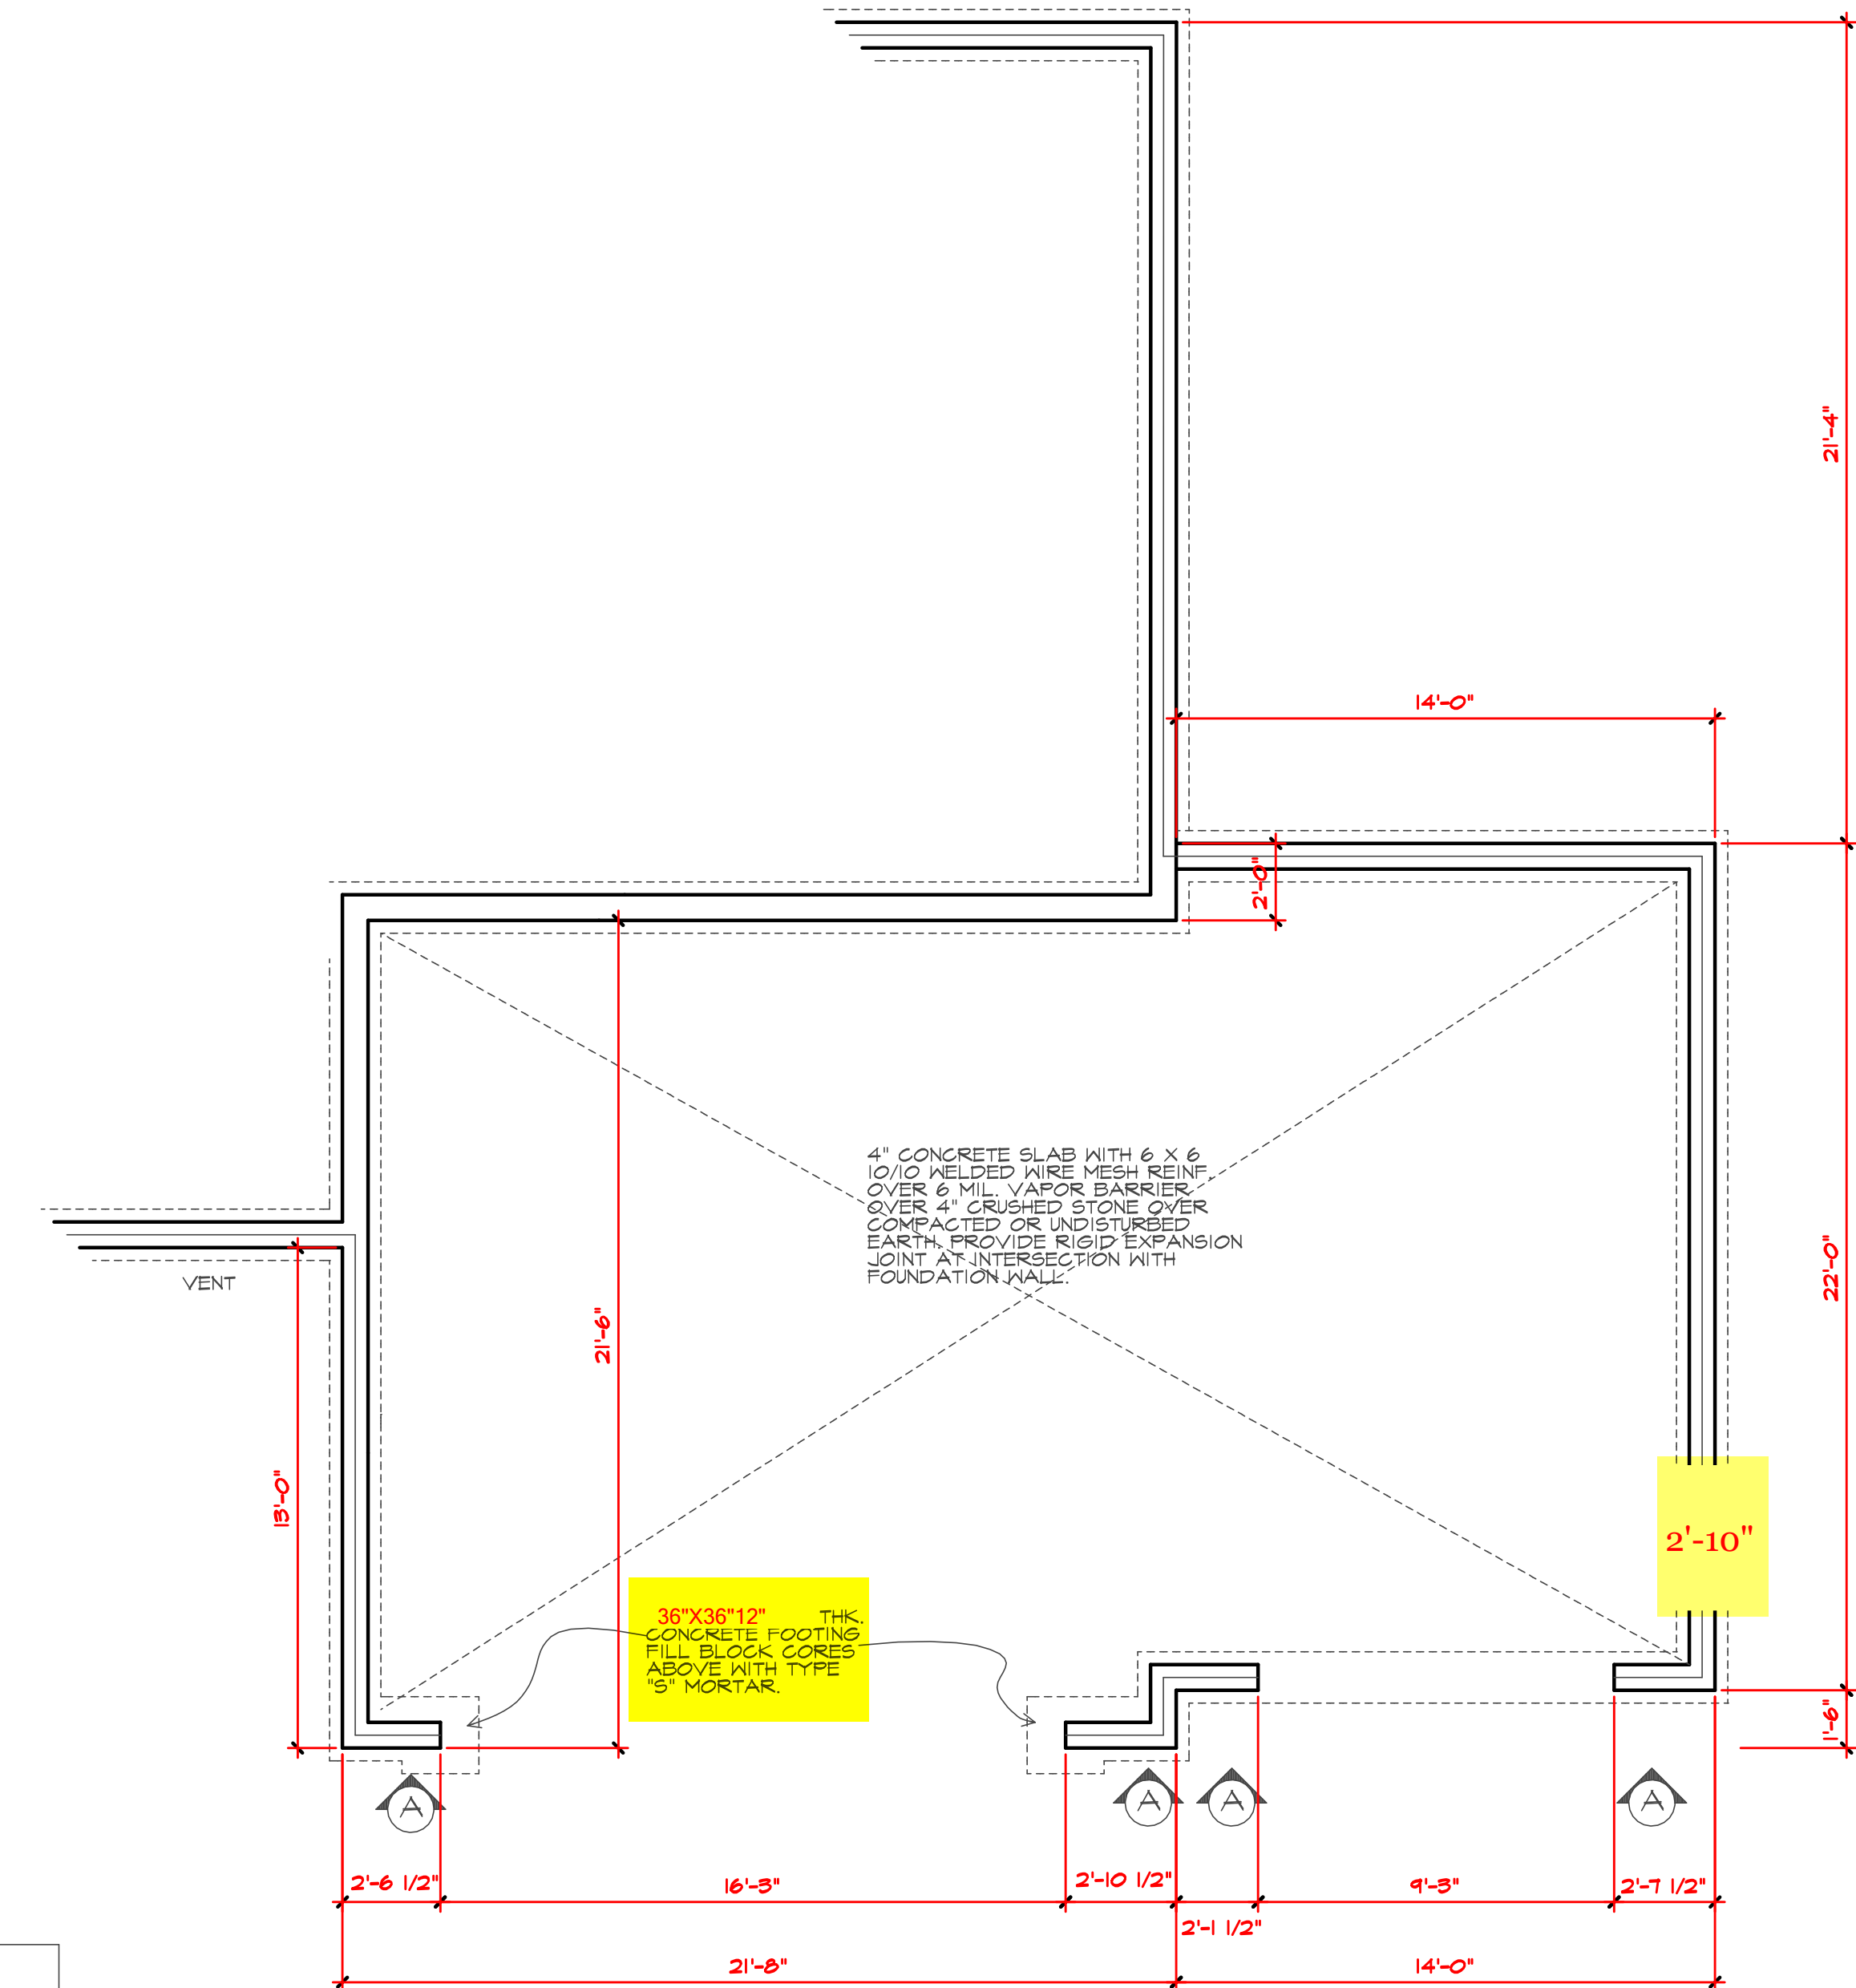 21'-4"
14'-0"
2'-0"
4" CONCRETE SLAB WITH 6 X 6
10/10 WELDED WIRE MESH REINF.
OVER 6 MIL. VAPOR BARRIER
OVER 4" CRUSHED STONE OVER
COMPACTED OR UNDISTURBED
EARTH. PROVIDE RIGID EXPANSION
JOINT AT INTERSECTION WITH
FOUNDATION WALL.
VENT
22'-0"
21'-6"
13'-0"
2'-10"
36"X36"12" THK.
CONCRETE FOOTING
FILL BLOCK CORES
ABOVE WITH TYPE
"S" MORTAR.
1'-6"
A
A
A
A
2'-6 1/2"
16'-3"
2'-10 1/2"
9'-3"
2'-7 1/2"
2'-1 1/2"
21'-8"
14'-0"